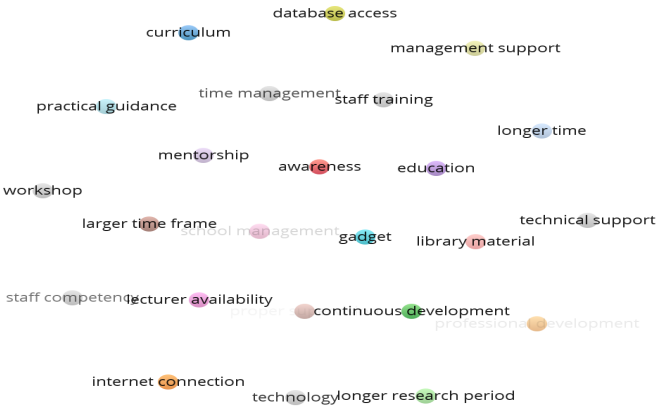 database access
curriculum
management support
time management
staff training
practical guidance
longer time
mentorship
awareness
education
workshop
larger time frame
technical support
school management
gadget
library material
staff competency
lecturer availability
proper
continuous development
professional development
internet connection
technology
longer research period